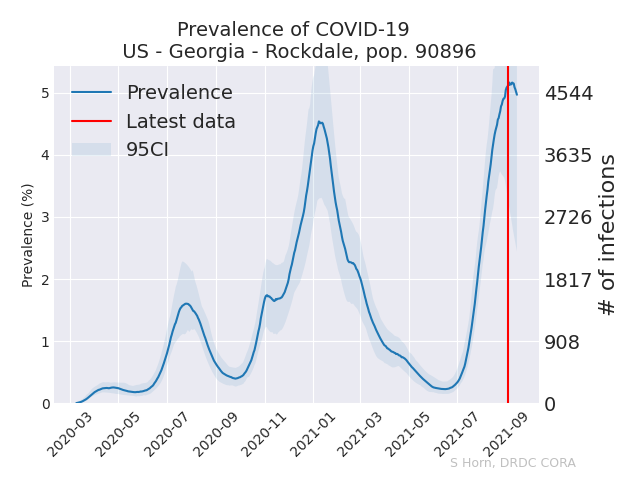 Prevalence of COVID-19
US - Georgia - Rockdale, pop. 90896
Prevalence
Latest data
95CI
Prevalence (%)
5
4
3
2
1
0
4544
3635
2726
1817
908
0
# of infections
2020-03
2020-05
2020-07
2020-09
2020-11
2021-01
2021-03
2021-05
2021-07
2021-09
S Horn, DRDC CORA